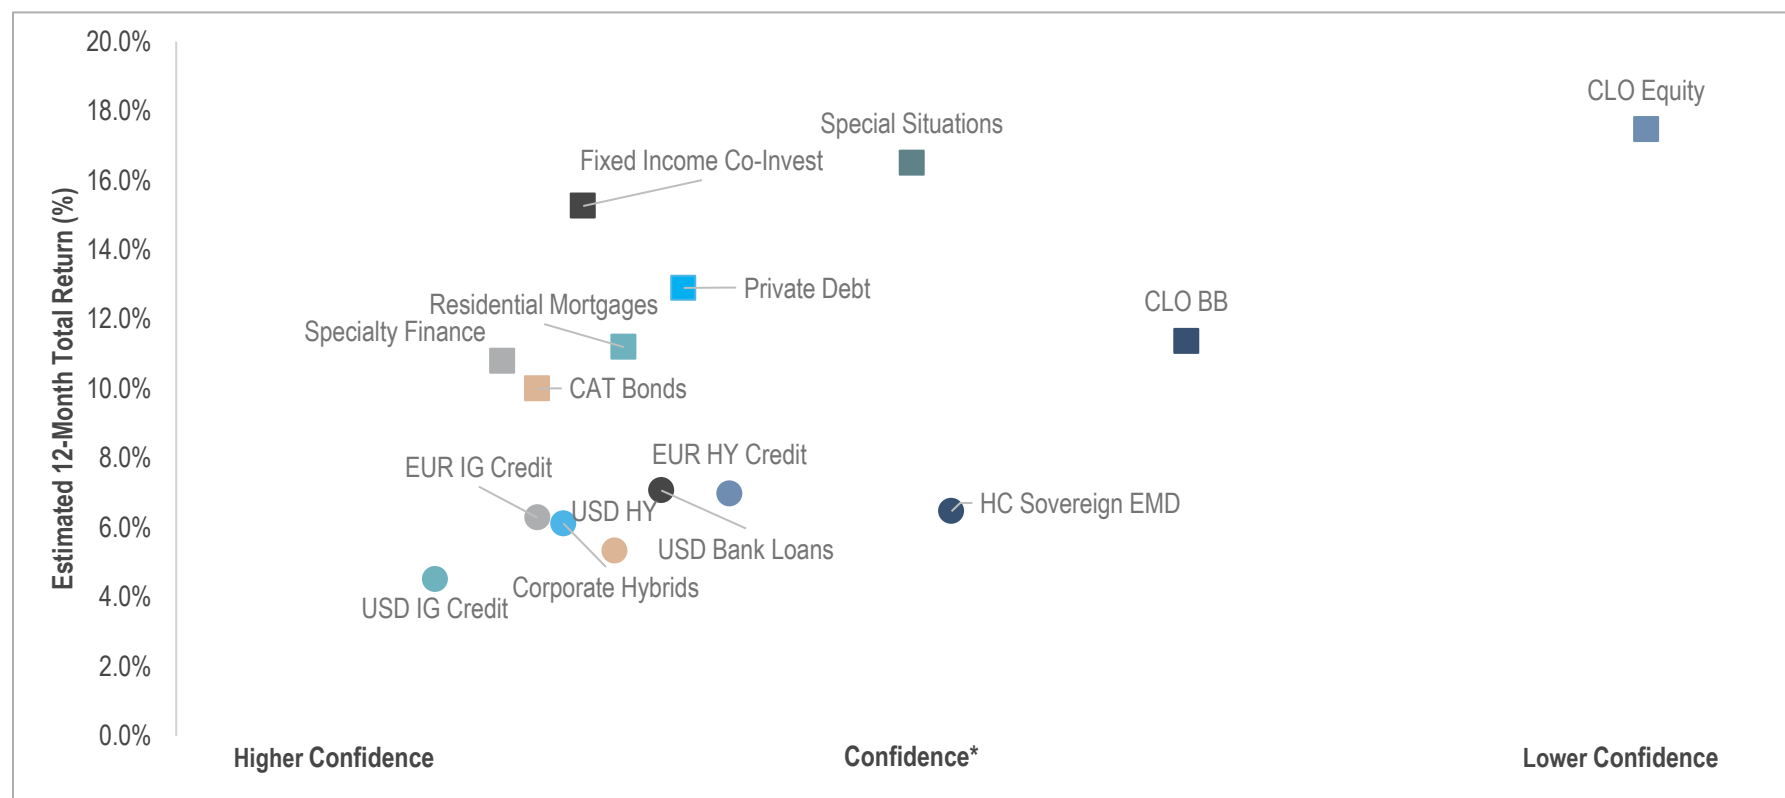 20.0%
18.0%
16.0%
14.0%
12.0%
10.0%
8.0%
6.0%
4.0%
2.0%
0.0%
Estimated 12-Month Total Return (%)
CLO Equity
Special Situations
Fixed Income Co-Invest
Private Debt
CLO BB
Residential Mortgages
Specialty Finance
CAT Bonds
EUR HY Credit
EUR IG Credit
HC Sovereign EMD
USD HY
USD Bank Loans
Corporate Hybrids
USD IG Credit
Higher Confidence
Confidence*
Lower Confidence